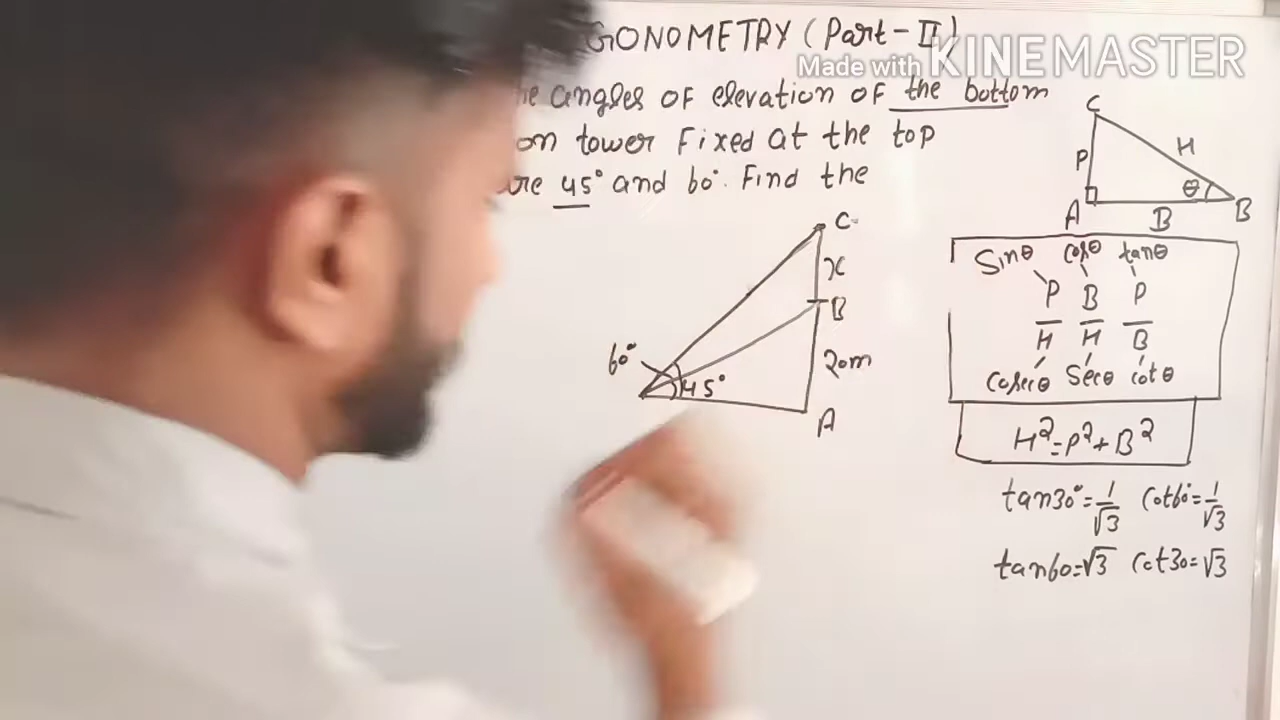 GONOMETRY (Part-II)
Made with KINEMASTER
angles of elevation of the bottom
on tower Fixed at the top
45° and 60°. Find the
C
P
H
θ
A
B
B
C
x
B
60°
45°
20m
A
Sinθ cosθ tanθ
P B P
H H B
Cosecθ Secθ cotθ
H²=P²+B²
tan30°=1/√3 Cot60°=1/√3
tan60=√3 Cot30=√3